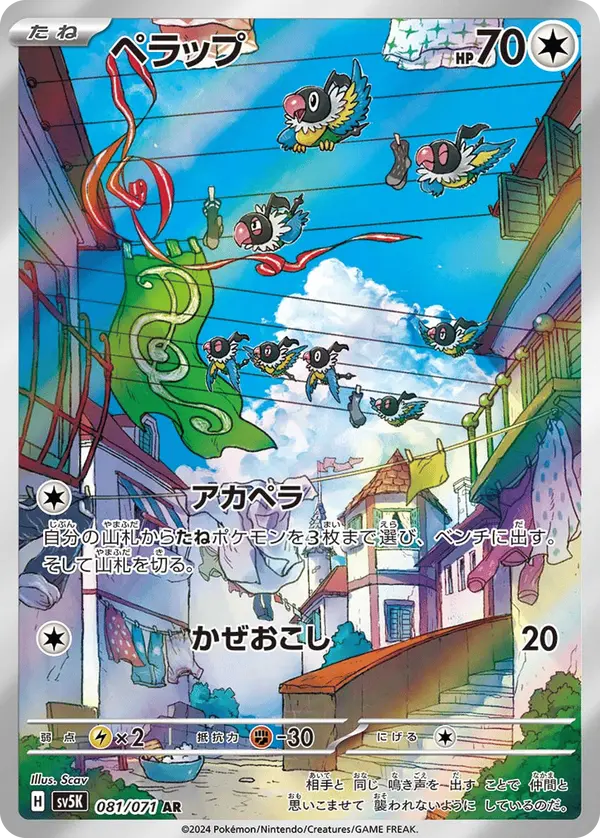 たね ペラップ HP70
アカペラ
自分の山札からたねポケモンを3枚まで選び、ベンチに出す。
そして山札を切る。
かぜおこし 20
弱点 ×2 抵抗力 -30 にげる
Illus. Scav
H sv5K 081/071 AR
相手と 同じ 鳴き声を 出す ことで 仲間と
思いこませて 襲われないように しているのだ。
©2024 Pokémon/Nintendo/Creatures/GAME FREAK.